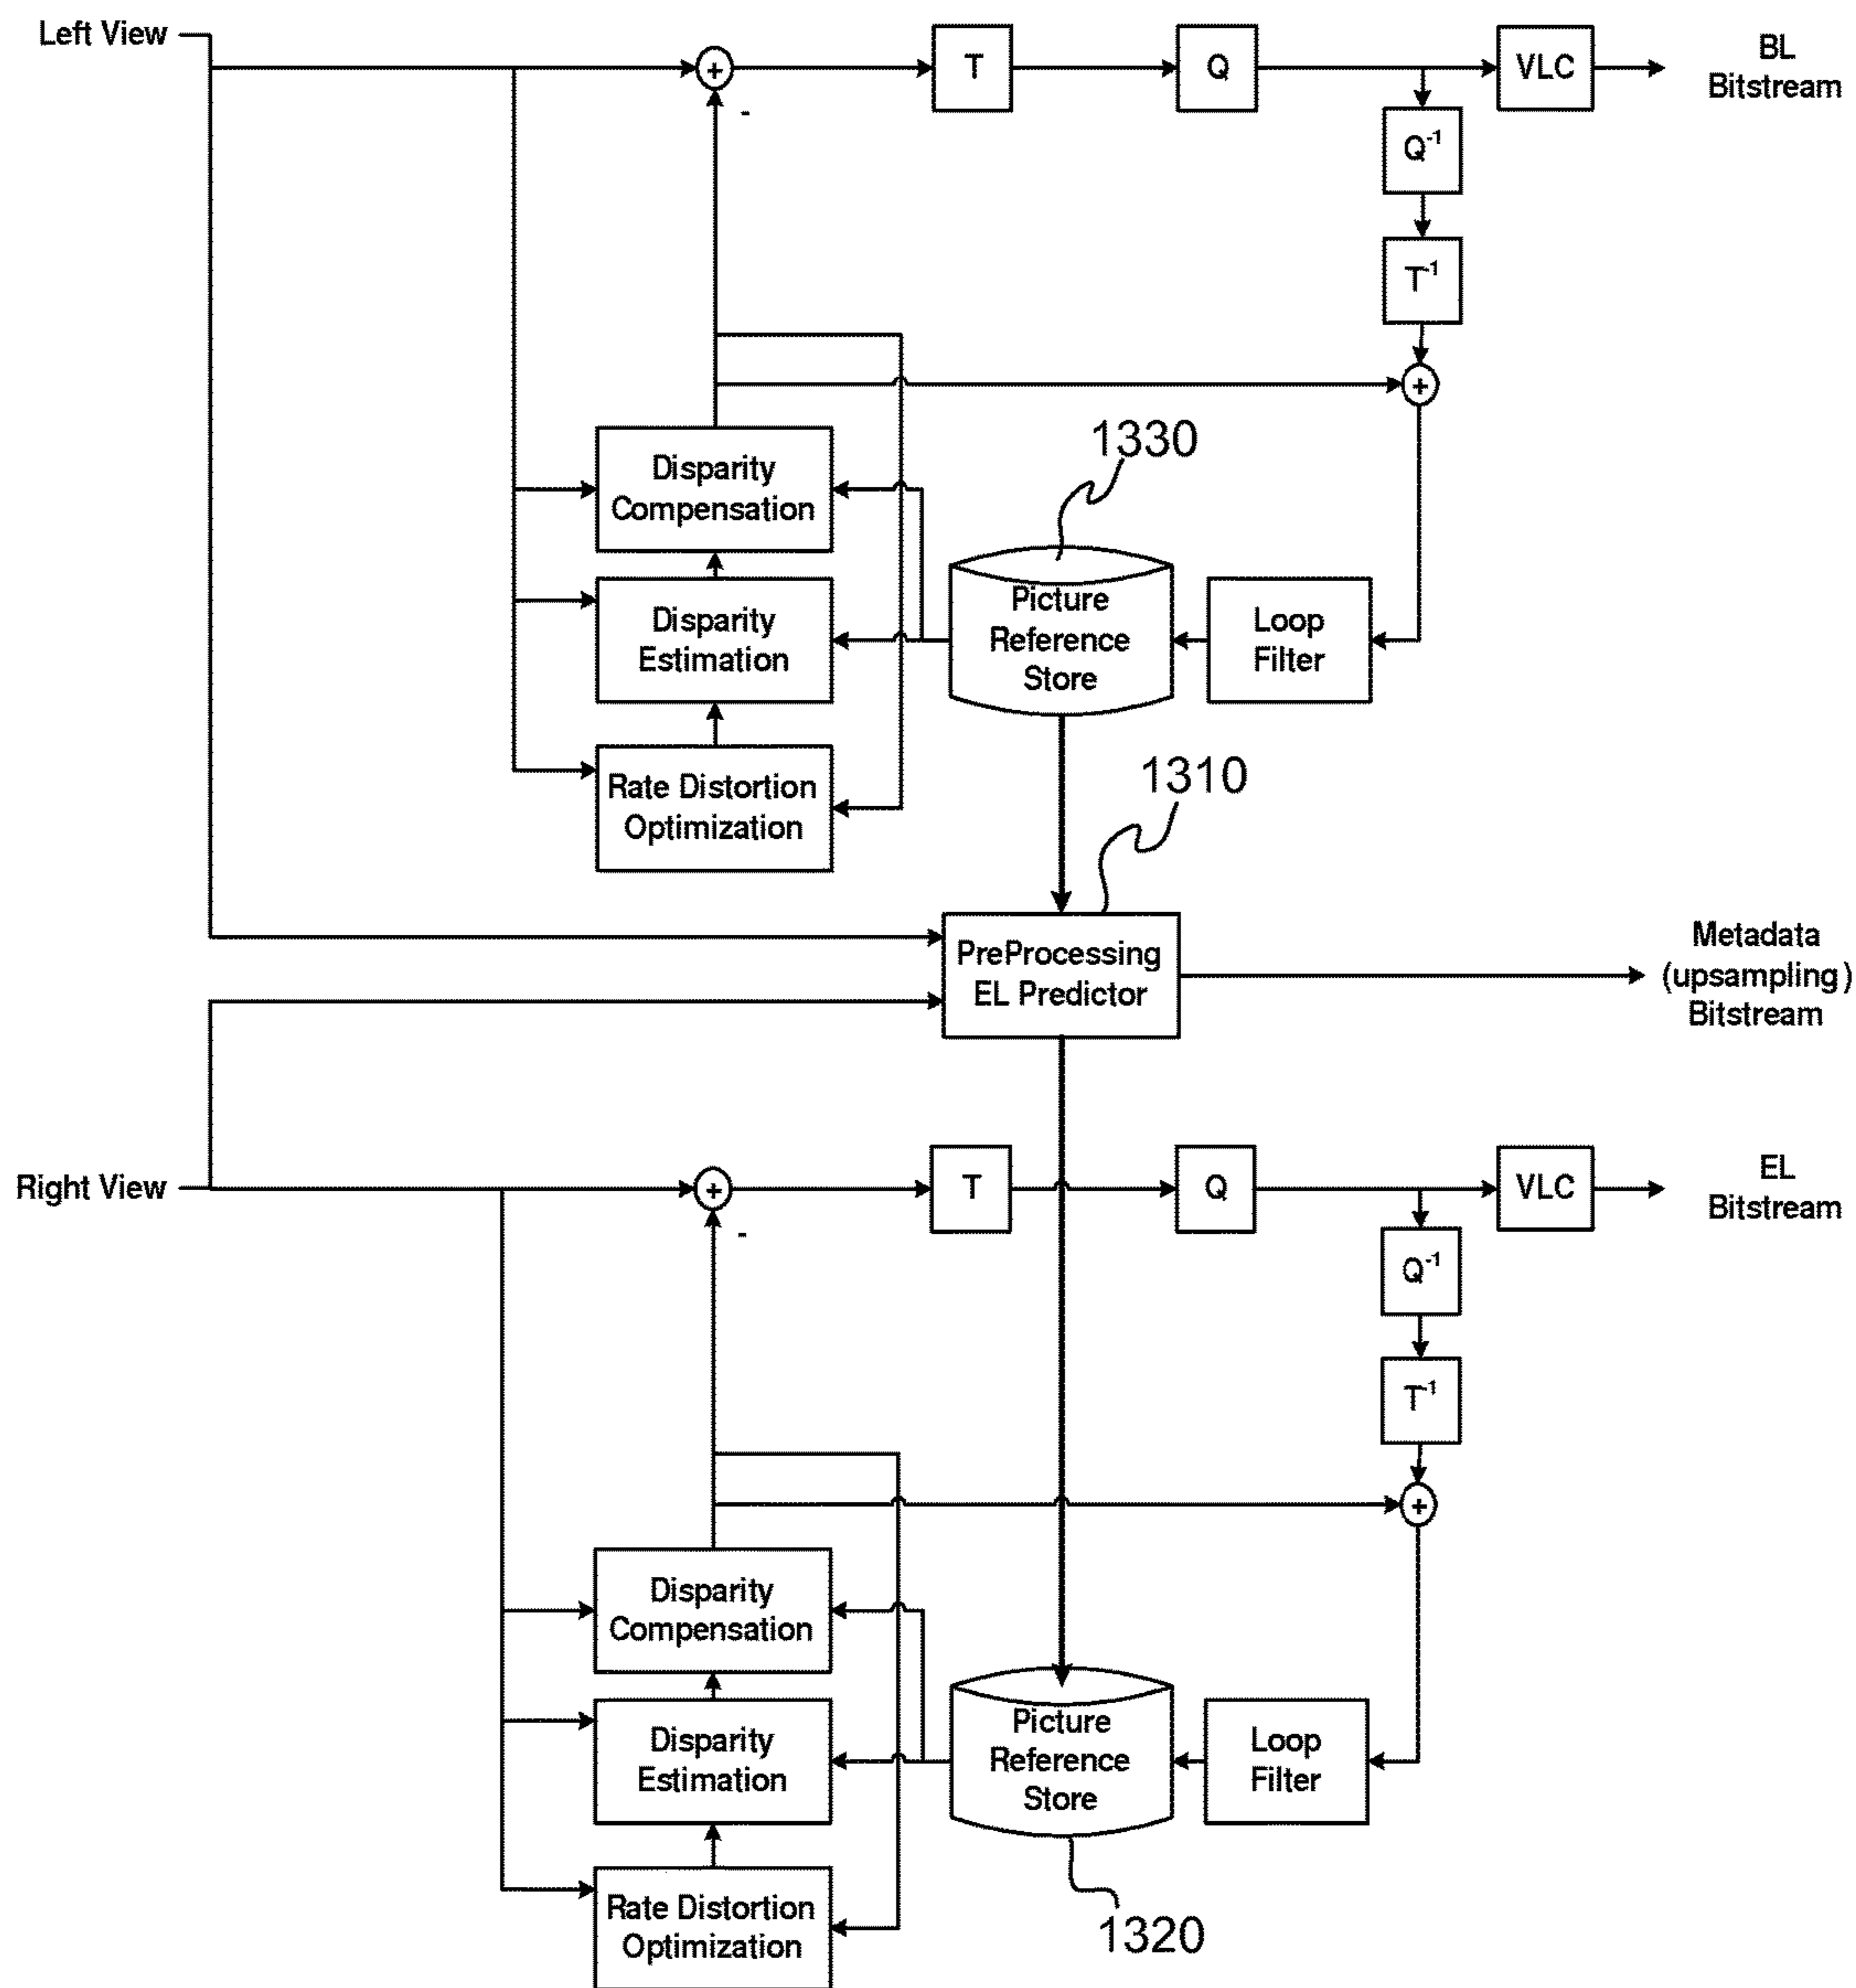 Left View
+
-
T
Q
VLC
BL
Bitstream
Q-1
T-1
+
Disparity
Compensation
1330
Disparity
Estimation
Picture
Reference
Store
Loop
Filter
Rate Distortion
Optimization
1310
PreProcessing
EL Predictor
Metadata
(upsampling)
Bitstream
Right View
+
-
T
Q
VLC
EL
Bitstream
Q-1
T-1
+
Disparity
Compensation
Disparity
Estimation
Picture
Reference
Store
Loop
Filter
Rate Distortion
Optimization
1320